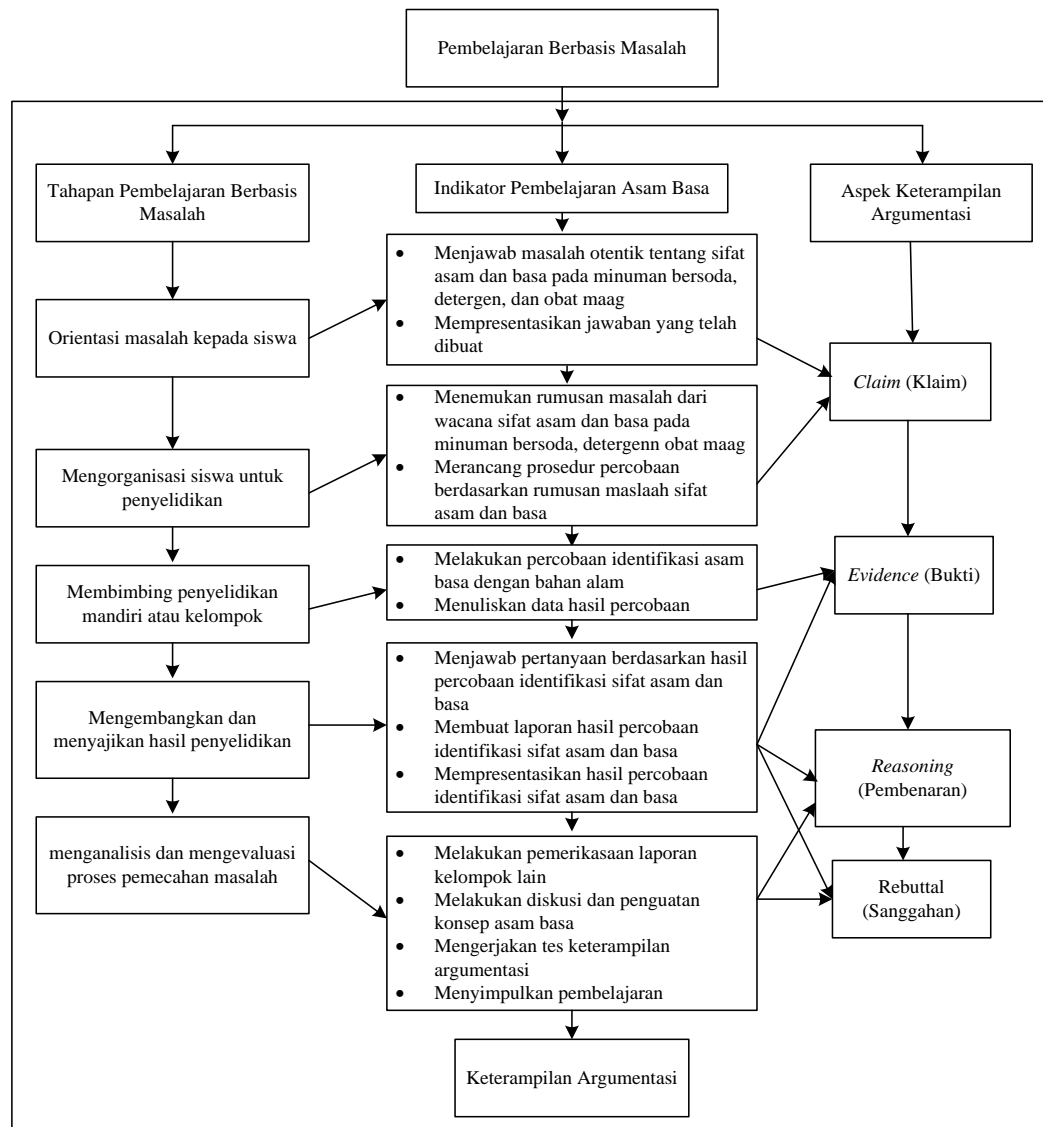 Pembelajaran Berbasis Masalah
Tahapan Pembelajaran Berbasis
Masalah
Indikator Pembelajaran Asam Basa
Aspek Keterampilan
Argumentasi
Orientasi masalah kepada siswa
• Menjawab masalah otentik tentang sifat
asam dan basa pada minuman bersoda,
detergen, dan obat maag
• Mempresentasikan jawaban yang telah
dibuat
Claim (Klaim)
Mengorganisasi siswa untuk
penyelidikan
• Menemukan rumusan masalah dari
wacana sifat asam dan basa pada
minuman bersoda, detergenn obat maag
• Merancang prosedur percobaan
berdasarkan rumusan maslaah sifat
asam dan basa
Membimbing penyelidikan
mandiri atau kelompok
• Melakukan percobaan identifikasi asam
basa dengan bahan alam
• Menuliskan data hasil percobaan
Evidence (Bukti)
Mengembangkan dan
menyajikan hasil penyelidikan
• Menjawab pertanyaan berdasarkan hasil
percobaan identifikasi sifat asam dan
basa
• Membuat laporan hasil percobaan
identifikasi sifat asam dan basa
• Mempresentasikan hasil percobaan
identifikasi sifat asam dan basa
Reasoning
(Pembenaran)
menganalisis dan mengevaluasi
proses pemecahan masalah
• Melakukan pemerikasaan laporan
kelompok lain
• Melakukan diskusi dan penguatan
konsep asam basa
• Mengerjakan tes keterampilan
argumentasi
• Menyimpulkan pembelajaran
Rebuttal
(Sanggahan)
Keterampilan Argumentasi